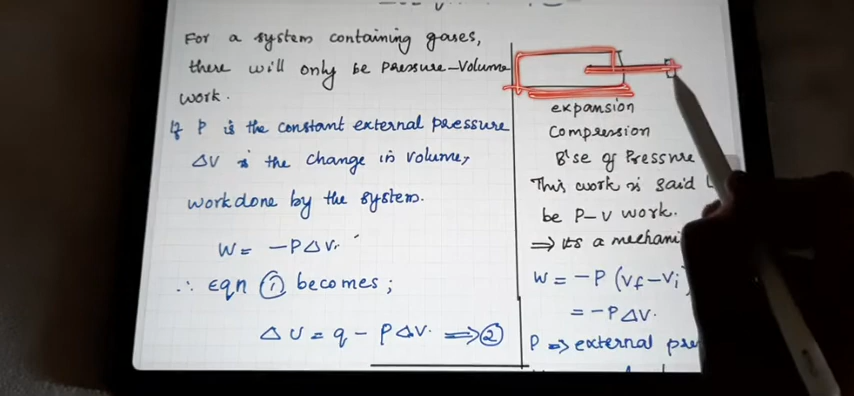 For a system containing gases,
there will only be pressure-Volume
work.
If P is the constant external pressure
ΔV is the change in volume,
workdone by the system.
W = -PΔV.
∴ Eqn ① becomes;
ΔU = q - PΔV. ⟹ ②
expansion
Compression
B'se of Pressure
This work is said
be P-V work.
⟹ its a mechani
W = -P (Vf-Vi)
= -PΔV.
P ⟹ external pre